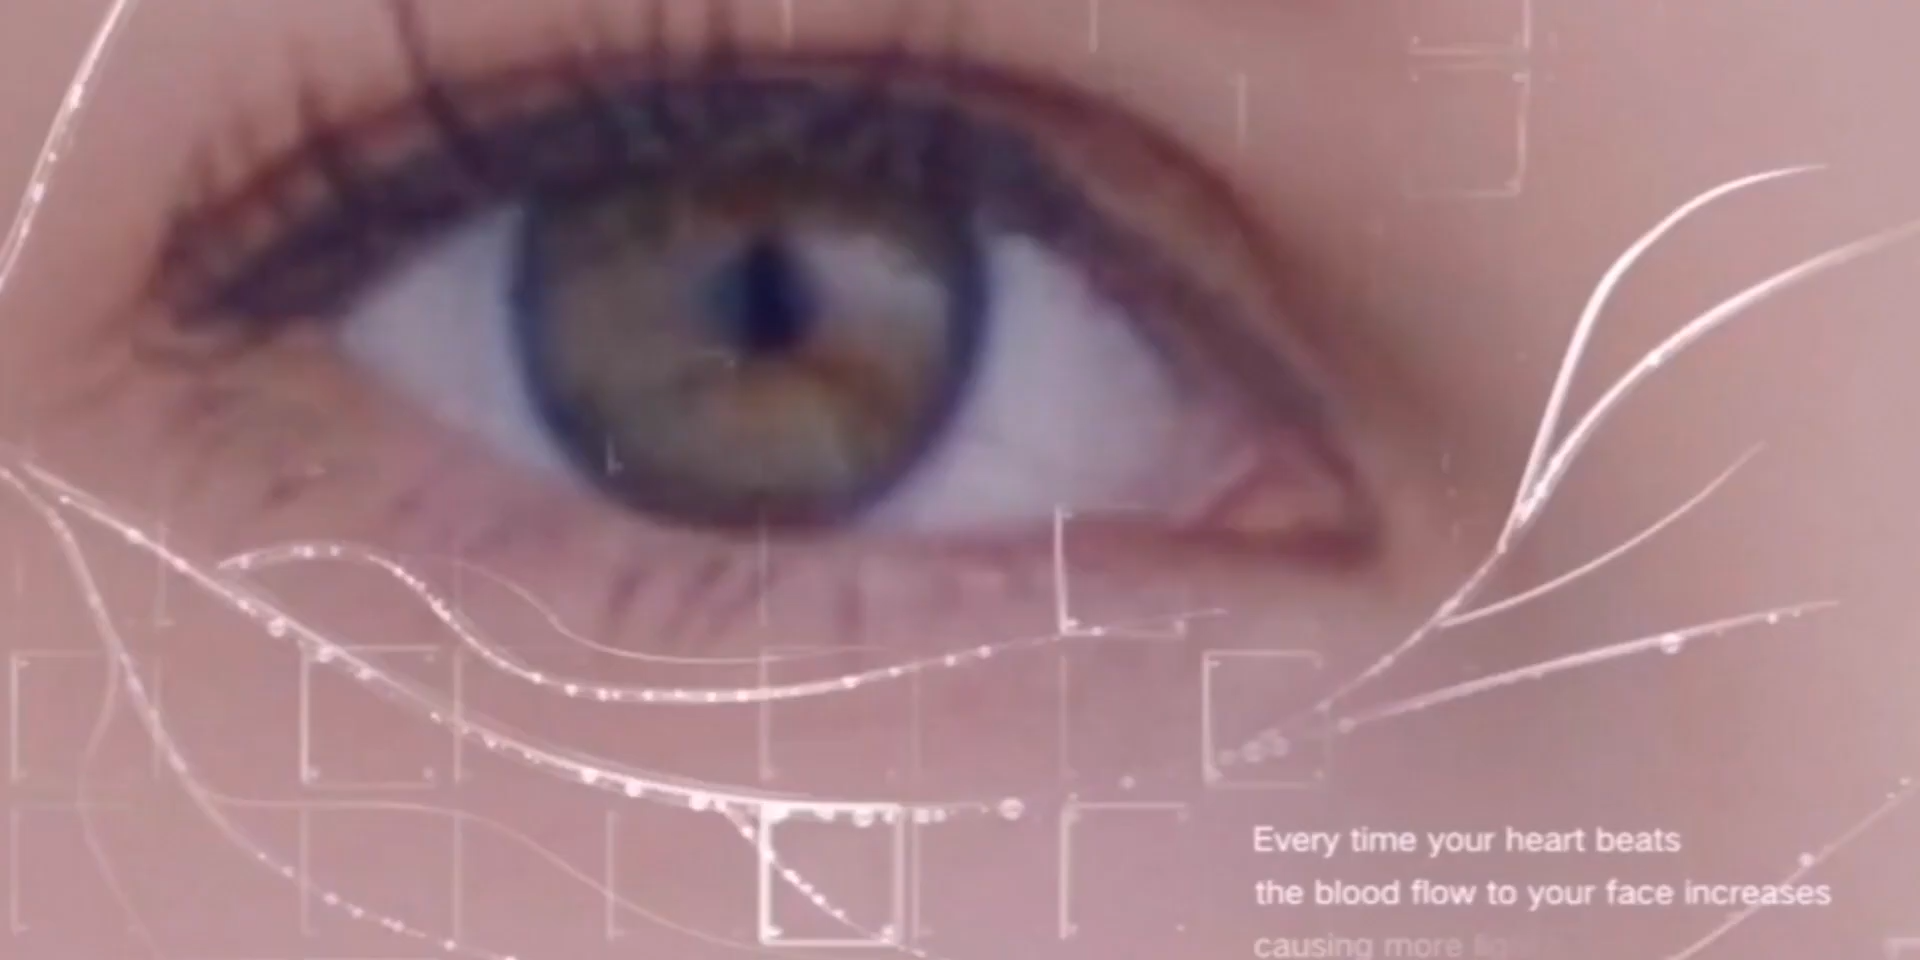 Every time your heart beats
the blood flow to your face increases
causing more